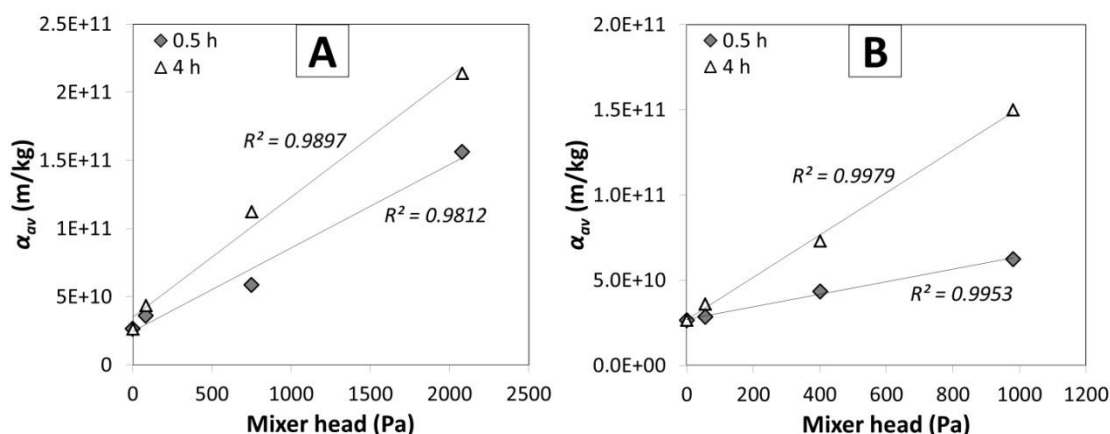 A
0.5 h
4 h
2.5E+11
2E+11
1.5E+11
1E+11
5E+10
0
α_av (m/kg)
R² = 0.9897
R² = 0.9812
0 500 1000 1500 2000 2500
Mixer head (Pa)
B
0.5 h
4 h
2.0E+11
1.5E+11
1.0E+11
5.0E+10
0.0E+00
α_av (m/kg)
R² = 0.9979
R² = 0.9953
0 200 400 600 800 1000 1200
Mixer head (Pa)